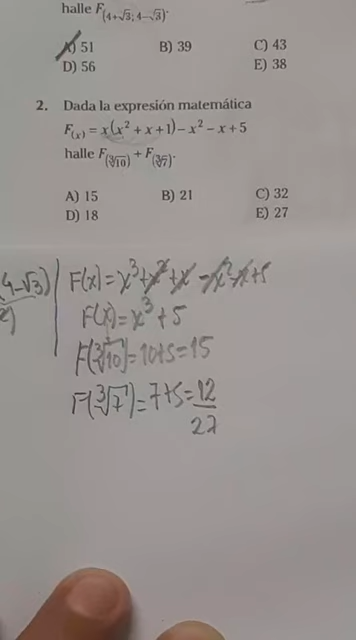 halle F(4+√3; 4−√3).
A) 51 B) 39 C) 43
D) 56 E) 38
2. Dada la expresión matemática
F(x) = x(x² + x + 1) − x² − x + 5
halle F(∛10) + F(∛7).
A) 15 B) 21 C) 32
D) 18 E) 27
4−√3)
F(x) = x³ + x² + x − x² − x + 5
F(x) = x³ + 5
F(∛10) = 10+5 = 15
F(∛7) = 7+5 = 12
27